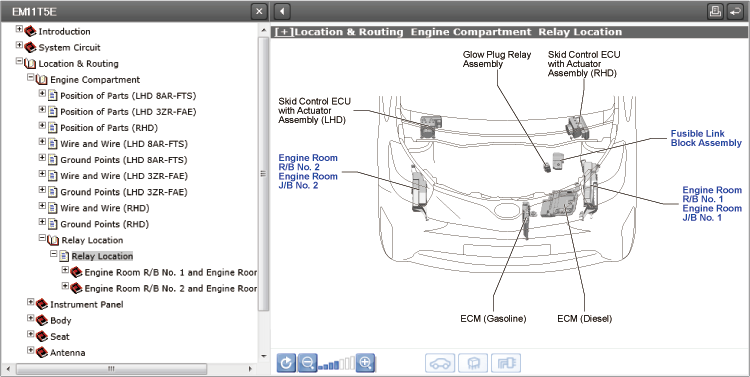 EM11T5E
Introduction
System Circuit
Location & Routing
Engine Compartment
Position of Parts (LHD 8AR-FTS)
Position of Parts (LHD 3ZR-FAE)
Position of Parts (RHD)
Wire and Wire (LHD 8AR-FTS)
Ground Points (LHD 8AR-FTS)
Wire and Wire (LHD 3ZR-FAE)
Ground Points (LHD 3ZR-FAE)
Wire and Wire (RHD)
Ground Points (RHD)
Relay Location
Relay Location
Engine Room R/B No. 1 and Engine Roor
Engine Room R/B No. 2 and Engine Roor
Instrument Panel
Body
Seat
Antenna
[+]Location & Routing Engine Compartment Relay Location
Glow Plug Relay
Assembly
Skid Control ECU
with Actuator
Assembly (RHD)
Skid Control ECU
with Actuator
Assembly (LHD)
Fusible Link
Block Assembly
Engine Room
R/B No. 2
Engine Room
J/B No. 2
Engine Room
R/B No. 1
Engine Room
J/B No. 1
ECM (Gasoline)
ECM (Diesel)